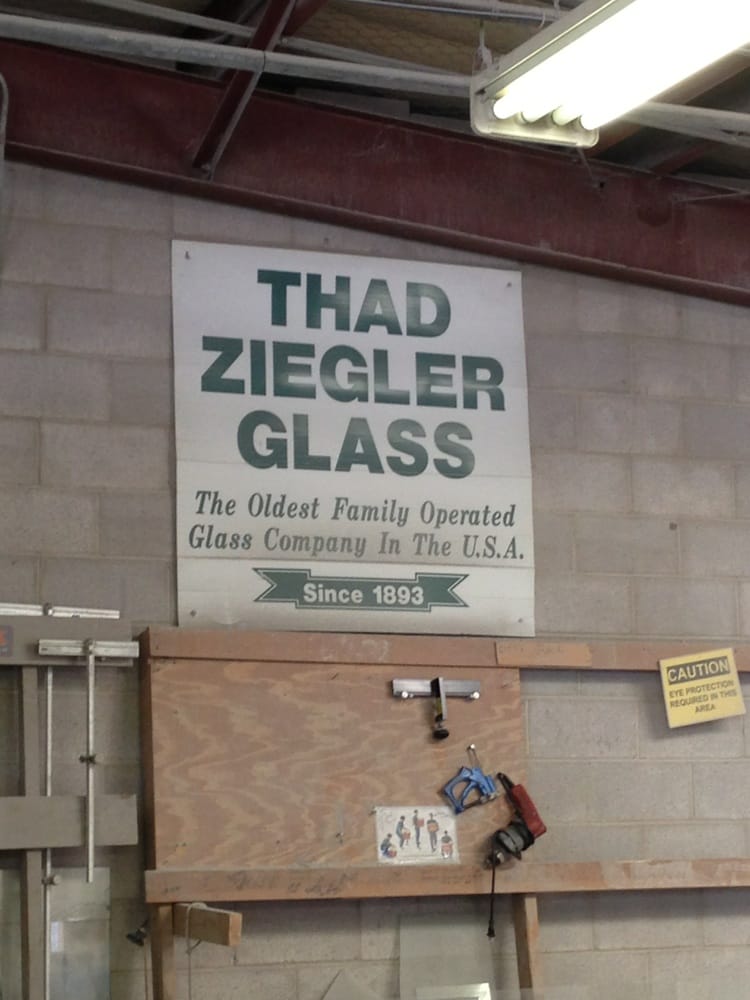 THAD
ZIEGLER
GLASS
The Oldest Family Operated
Glass Company In The U.S.A.
Since 1893
CAUTION
EYE PROTECTION
REQUIRED IN THIS
AREA